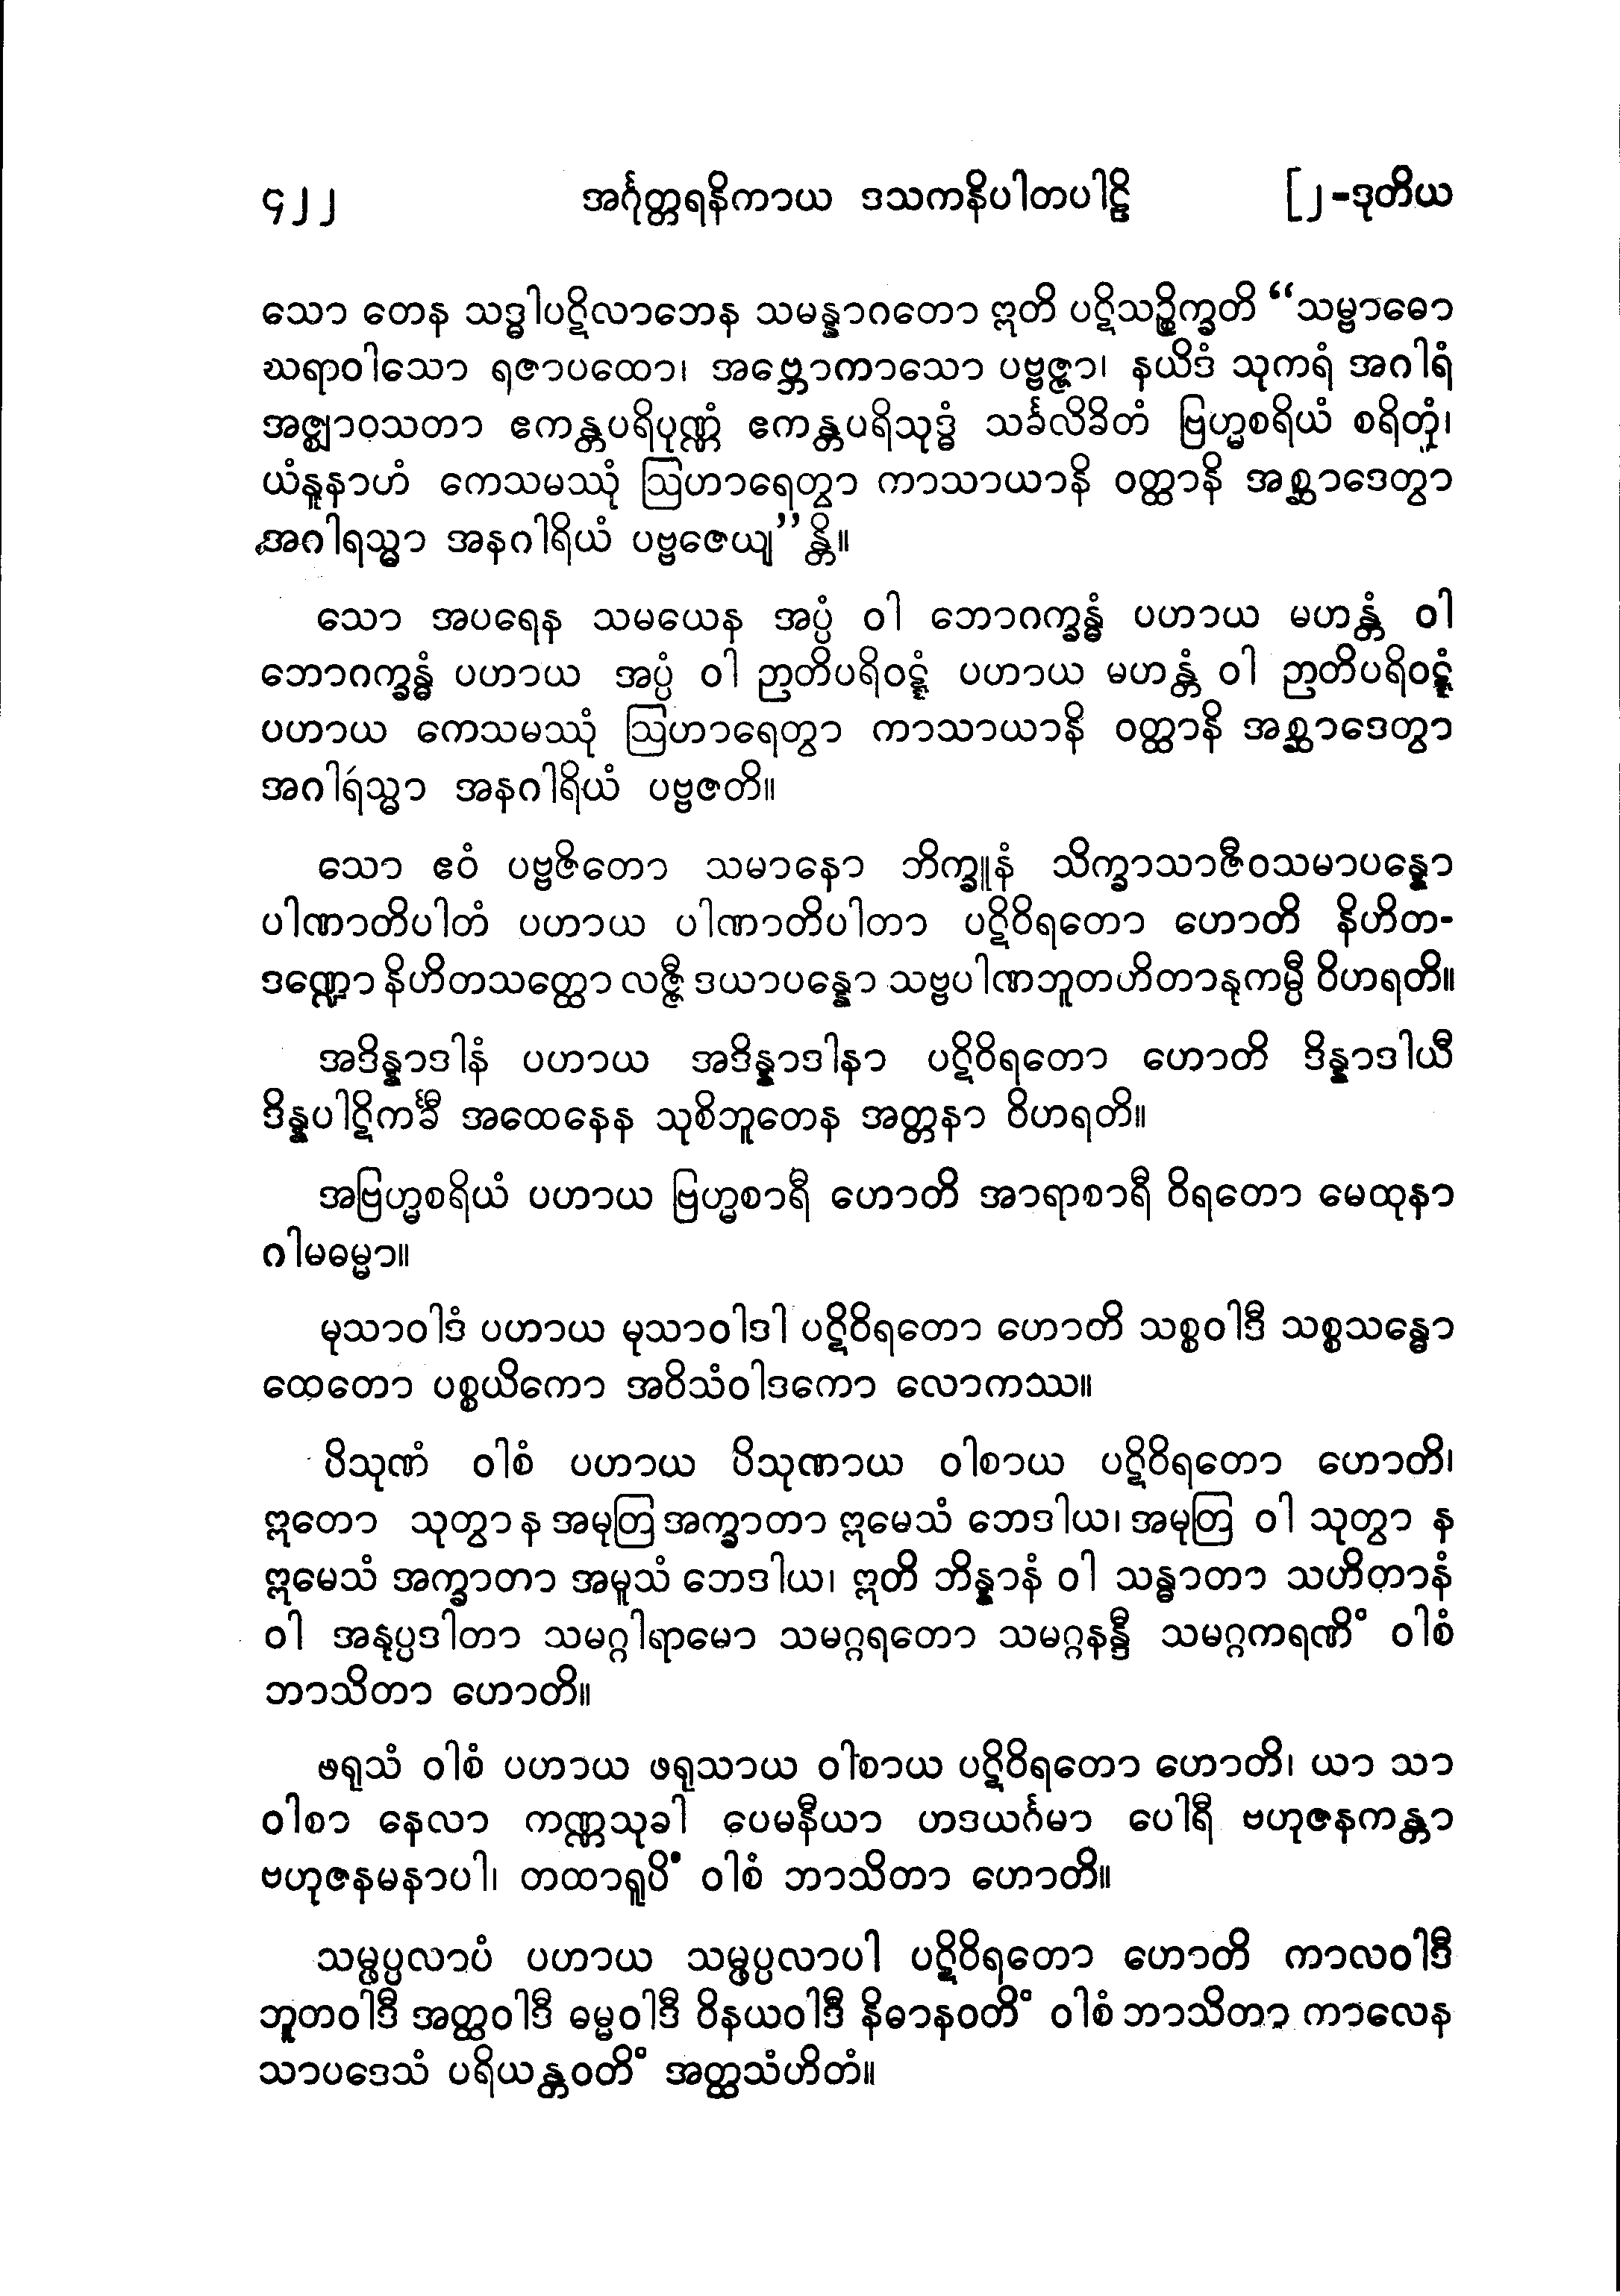 ၄၂၂ အင်္ဂုတ္တရနိကာယ ဒသကနိပါတပါဠိ [၂-ဒုတိယ
သော တေန သဒ္ဓါပဋိလာဘေန သမန္နာဂတော ဣတိ ပဋိသဉ္စိက္ခတိ “သမ္ဗာဓော
ဃရာဝါသော ရဇာပထော၊ အဗ္ဘောကာသော ပဗ္ဗဇ္ဇာ၊ နယိဒံ သုကရံ အဂါရံ
အဇ္ဈာဝသတာ ဧကန္တပရိပုဏ္ဏံ ဧကန္တပရိသုဒ္ဓံ သင်္ခလိခိတံ ဗြဟ္မစရိယံ စရိတုံ၊
ယံနူနာဟံ ကေသမဿုံ ဩဟာရေတွာ ကာသာယာနိ ဝတ္ထာနိ အစ္ဆာဒေတွာ
အဂါရသ္မာ အနဂါရိယံ ပဗ္ဗဇေယျ”န္တိ။
သော အပရေန သမယေန အပ္ပံ ဝါ ဘောဂက္ခန္ဓံ ပဟာယ မဟန္တံ ဝါ
ဘောဂက္ခန္ဓံ ပဟာယ အပ္ပံ ဝါ ဉာတိပရိဝဋ္ဋံ ပဟာယ မဟန္တံ ဝါ ဉာတိပရိဝဋ္ဋံ
ပဟာယ ကေသမဿုံ ဩဟာရေတွာ ကာသာယာနိ ဝတ္ထာနိ အစ္ဆာဒေတွာ
အဂါရသ္မာ အနဂါရိယံ ပဗ္ဗဇတိ။
သော ဧဝံ ပဗ္ဗဇိတော သမာနော ဘိက္ခူနံ သိက္ခာသာဇီဝသမာပန္နော
ပါဏာတိပါတံ ပဟာယ ပါဏာတိပါတာ ပဋိဝိရတော ဟောတိ နိဟိတ-
ဒဏ္ဍော နိဟိတသတ္ထော လဇ္ဇီ ဒယာပန္နော သဗ္ဗပါဏဘူတဟိတာနုကမ္ပီ ဝိဟရတိ။
အဒိန္နာဒါနံ ပဟာယ အဒိန္နာဒါနာ ပဋိဝိရတော ဟောတိ ဒိန္နာဒါယီ
ဒိန္နပါဋိကင်္ခီ အထေနေန သုစိဘူတေန အတ္တနာ ဝိဟရတိ။
အဗြဟ္မစရိယံ ပဟာယ ဗြဟ္မစာရီ ဟောတိ အာရာစာရီ ဝိရတော မေထုနာ
ဂါမဓမ္မာ။
မုသာဝါဒံ ပဟာယ မုသာဝါဒါ ပဋိဝိရတော ဟောတိ သစ္စဝါဒီ သစ္စသန္ဓော
ထေတော ပစ္စယိကော အဝိသံဝါဒကော လောကဿ။
ပိသုဏံ ဝါစံ ပဟာယ ပိသုဏာယ ဝါစာယ ပဋိဝိရတော ဟောတိ၊
ဣတော သုတွာ န အမုတြ အက္ခာတာ ဣမေသံ ဘေဒါယ၊ အမုတြ ဝါ သုတွာ န
ဣမေသံ အက္ခာတာ အမူသံ ဘေဒါယ၊ ဣတိ ဘိန္နာနံ ဝါ သန္ဓာတာ သဟိတာနံ
ဝါ အနုပ္ပဒါတာ သမဂ္ဂါရာမော သမဂ္ဂရတော သမဂ္ဂနန္ဒီ သမဂ္ဂကရဏိံ ဝါစံ
ဘာသိတာ ဟောတိ။
ဖရုသံ ဝါစံ ပဟာယ ဖရုသာယ ဝါစာယ ပဋိဝိရတော ဟောတိ၊ ယာ သာ
ဝါစာ နေလာ ကဏ္ဏသုခါ ပေမနီယာ ဟဒယင်္ဂမာ ပေါရီ ဗဟုဇနကန္တာ
ဗဟုဇနမနာပါ၊ တထာရူပိံ ဝါစံ ဘာသိတာ ဟောတိ။
သမ္ဖပ္ပလာပံ ပဟာယ သမ္ဖပ္ပလာပါ ပဋိဝိရတော ဟောတိ ကာလဝါဒီ
ဘူတဝါဒီ အတ္ထဝါဒီ ဓမ္မဝါဒီ ဝိနယဝါဒီ နိဓာနဝတိံ ဝါစံ ဘာသိတာ ကာလေန
သာပဒေသံ ပရိယန္တဝတိံ အတ္ထသံဟိတံ။